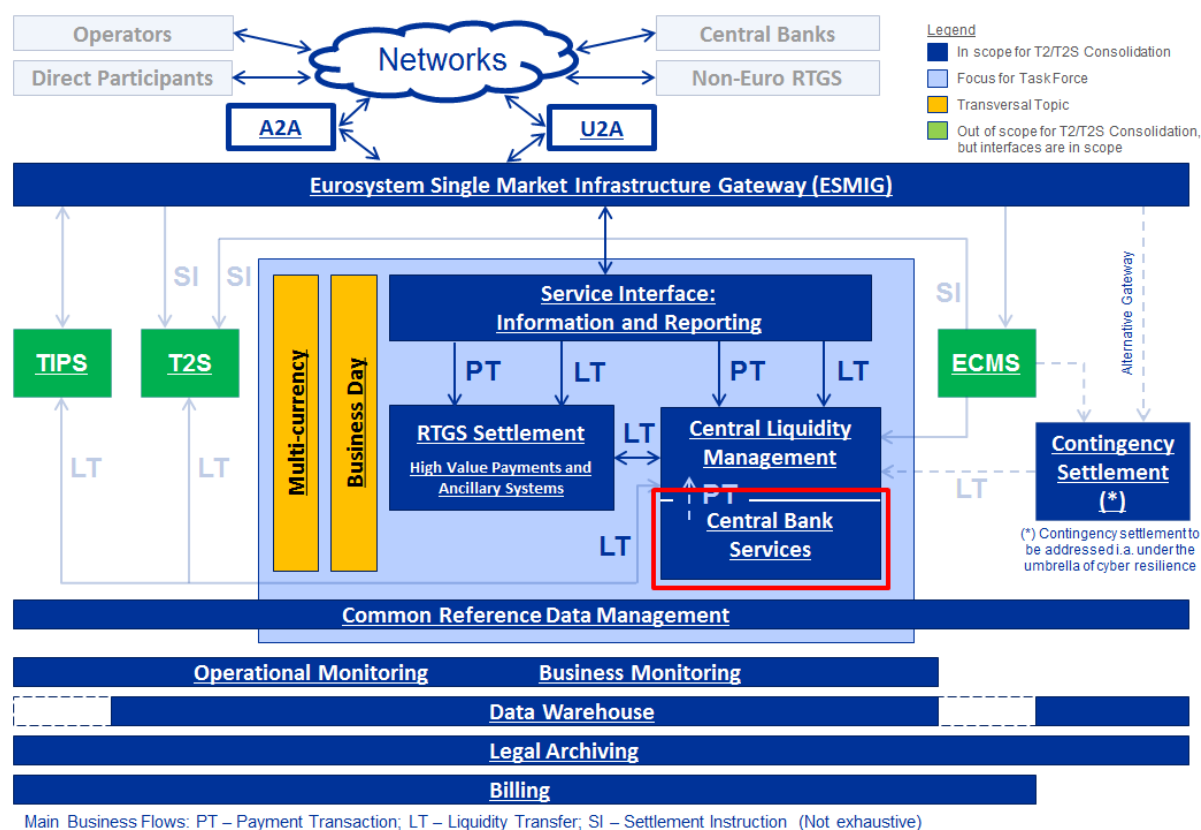 Operators
Direct Participants
Networks
Central Banks
Non-Euro RTGS
Legend
In scope for T2/T2S Consolidation
Focus for Task Force
Transversal Topic
Out of scope for T2/T2S Consolidation,
but interfaces are in scope
A2A
U2A
Eurosystem Single Market Infrastructure Gateway (ESMIG)
SI
SI
SI
Alternative Gateway
Multi-currency
Business Day
Service Interface:
Information and Reporting
TIPS
T2S
ECMS
PT
LT
PT
LT
RTGS Settlement
High Value Payments and
Ancillary Systems
LT
Central Liquidity
Management
PT
Central Bank
Services
Contingency
Settlement
(*)
LT
LT
LT
LT
(*) Contingency settlement to
be addressed i.a. under the
umbrella of cyber resilience
Common Reference Data Management
Operational Monitoring
Business Monitoring
Data Warehouse
Legal Archiving
Billing
Main Business Flows: PT – Payment Transaction; LT – Liquidity Transfer; SI – Settlement Instruction (Not exhaustive)